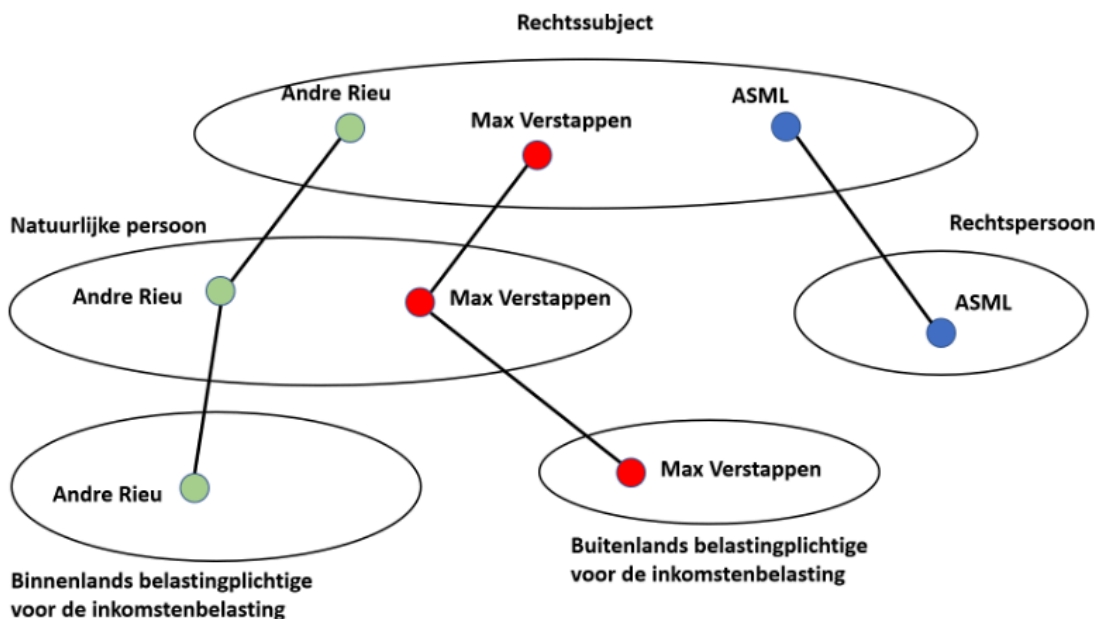 Rechtssubject
Andre Rieu
Max Verstappen
ASML
Natuurlijke persoon
Rechtspersoon
Andre Rieu
Max Verstappen
ASML
Andre Rieu
Max Verstappen
Binnenlands belastingplichtige
voor de inkomstenbelasting
Buitenlands belastingplichtige
voor de inkomstenbelasting